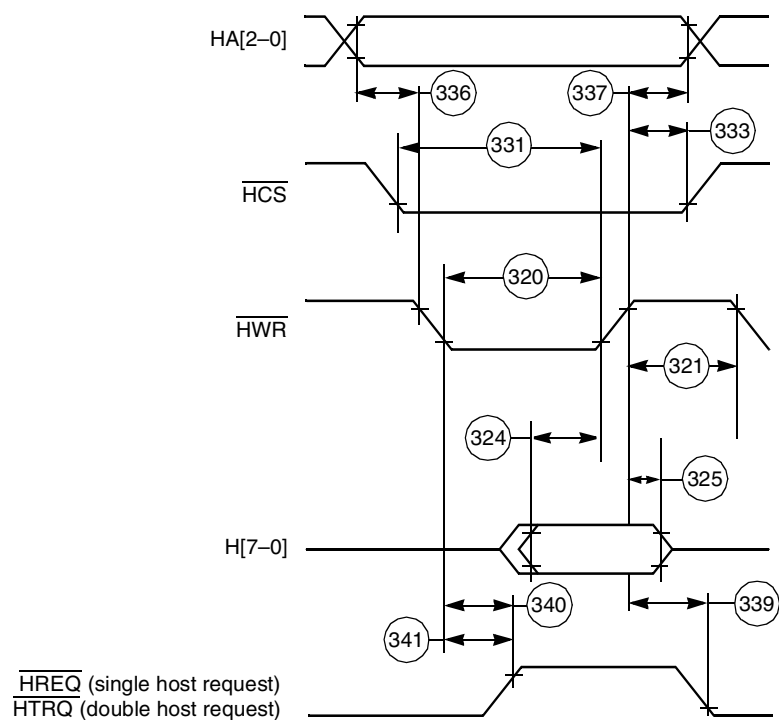 HA[2–0]
336
337
333
331
HCS
320
HWR
321
324
325
H[7–0]
340
339
341
HREQ (single host request)
HTRQ (double host request)